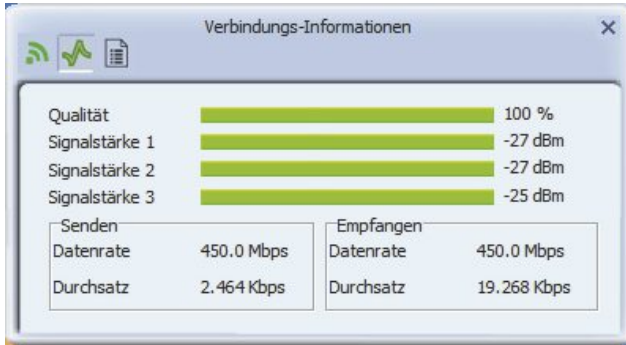 Verbindungs-Informationen
Qualität 100 %
Signalstärke 1 -27 dBm
Signalstärke 2 -27 dBm
Signalstärke 3 -25 dBm
Senden Empfangen
Datenrate 450.0 Mbps Datenrate 450.0 Mbps
Durchsatz 2.464 Kbps Durchsatz 19.268 Kbps